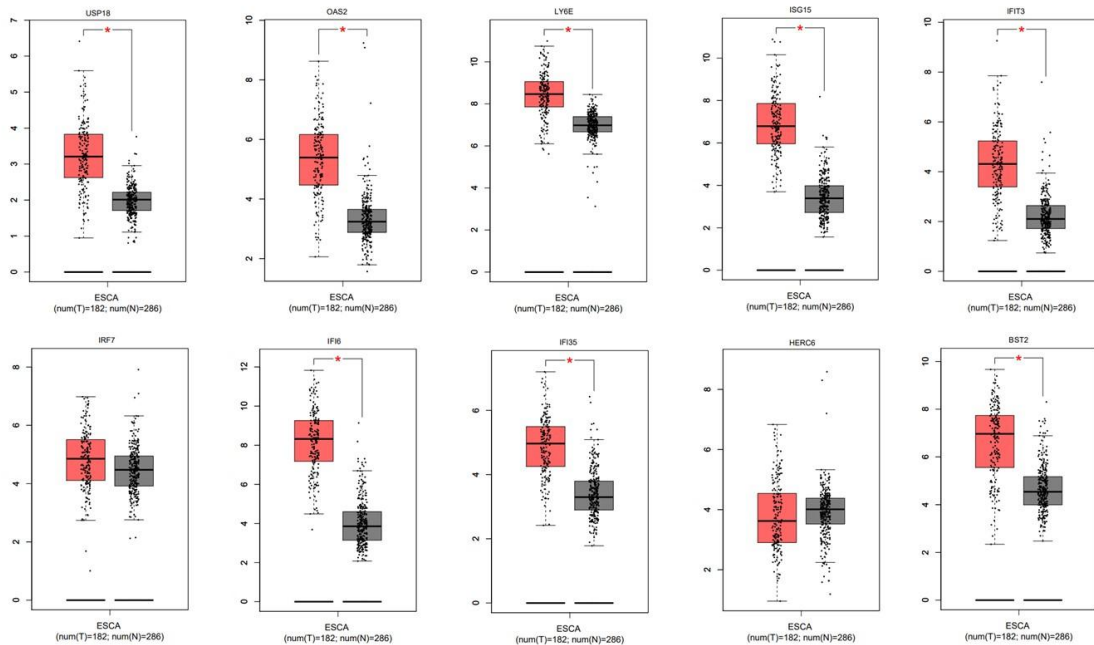 USP18
*
7
6
5
4
3
2
1
0
ESCA
(num(T)=182; num(N)=286)
OAS2
*
10
8
6
4
2
ESCA
(num(T)=182; num(N)=286)
LY6E
*
10
8
6
4
2
0
ESCA
(num(T)=182; num(N)=286)
ISG15
*
10
8
6
4
2
0
ESCA
(num(T)=182; num(N)=286)
IFIT3
*
10
8
6
4
2
0
ESCA
(num(T)=182; num(N)=286)
IRF7
8
6
4
2
0
ESCA
(num(T)=182; num(N)=286)
IFI6
*
12
10
8
6
4
2
0
ESCA
(num(T)=182; num(N)=286)
IFI35
*
6
4
2
0
ESCA
(num(T)=182; num(N)=286)
HERC6
8
6
4
2
ESCA
(num(T)=182; num(N)=286)
BST2
*
10
8
6
4
2
0
ESCA
(num(T)=182; num(N)=286)